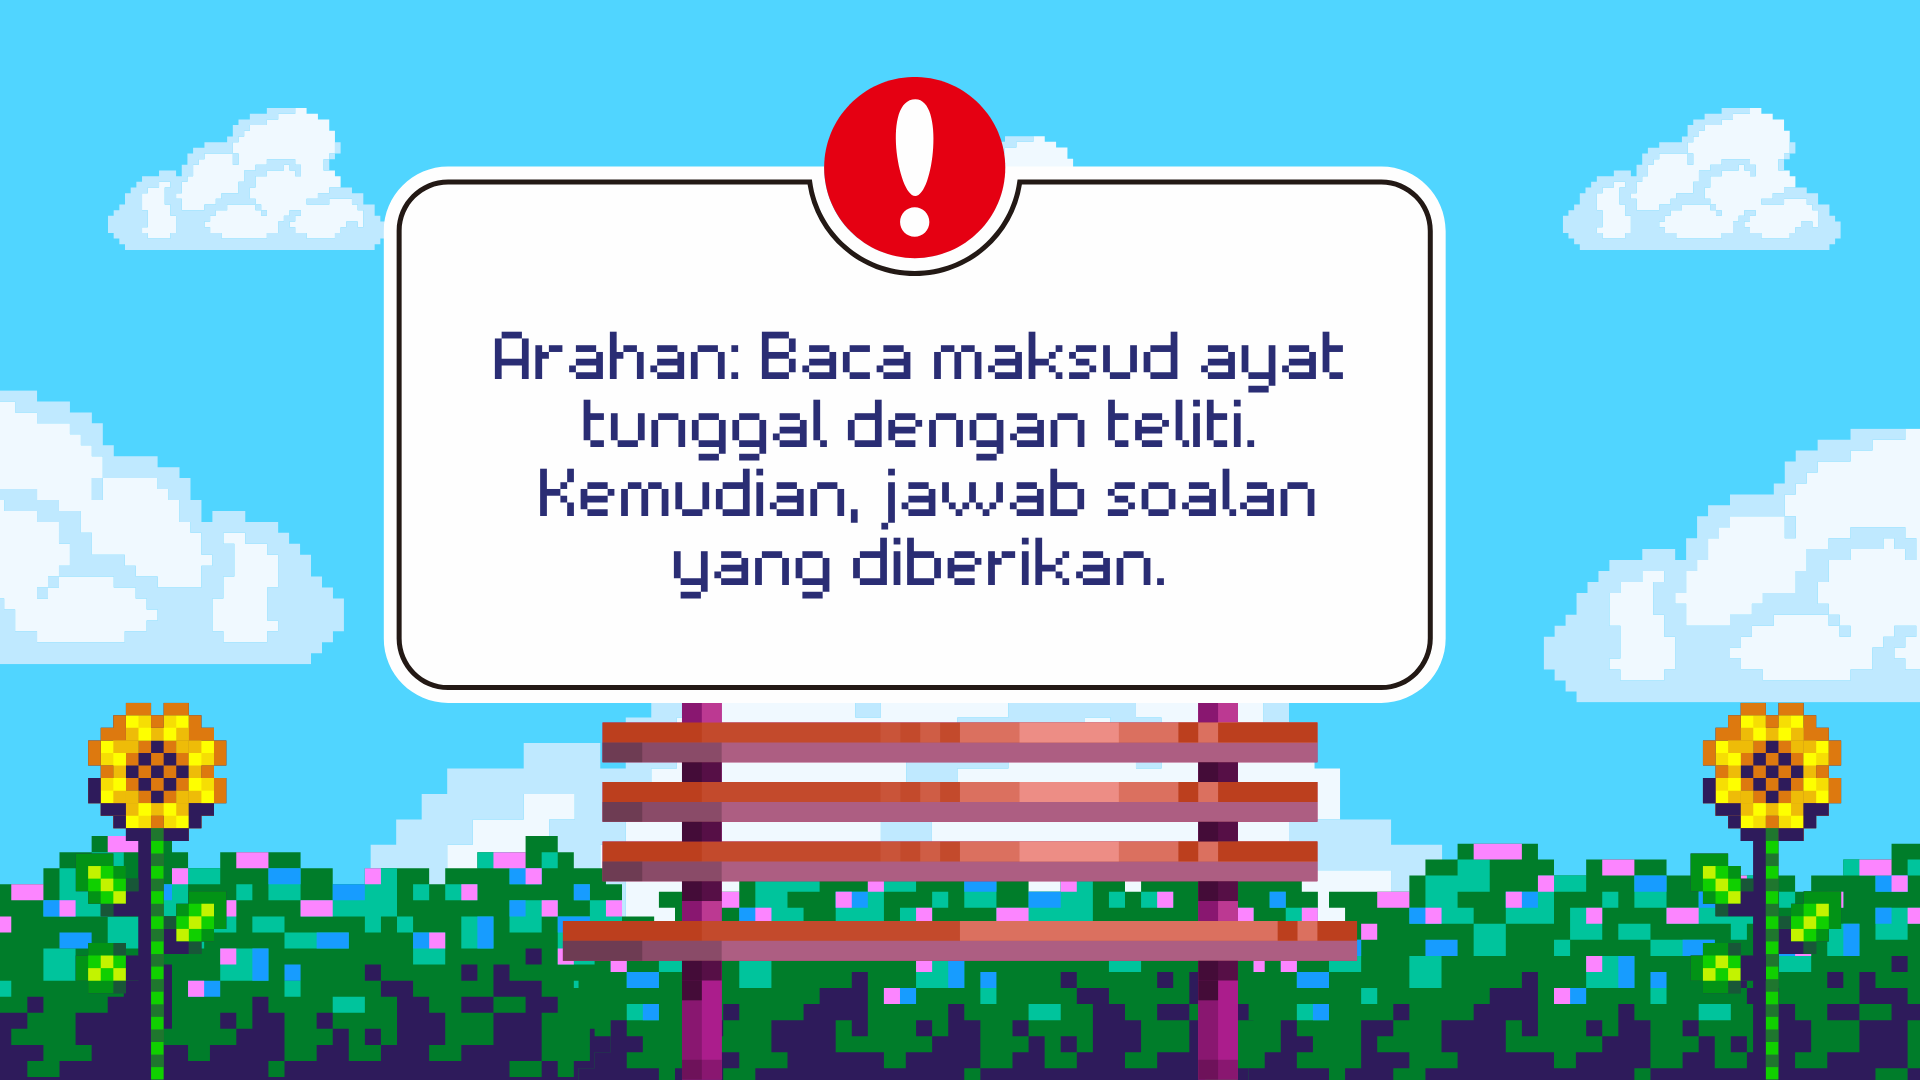 Arahan: Baca maksud ayat
tunggal dengan teliti.
Kemudian, jawab soalan
yang diberikan.